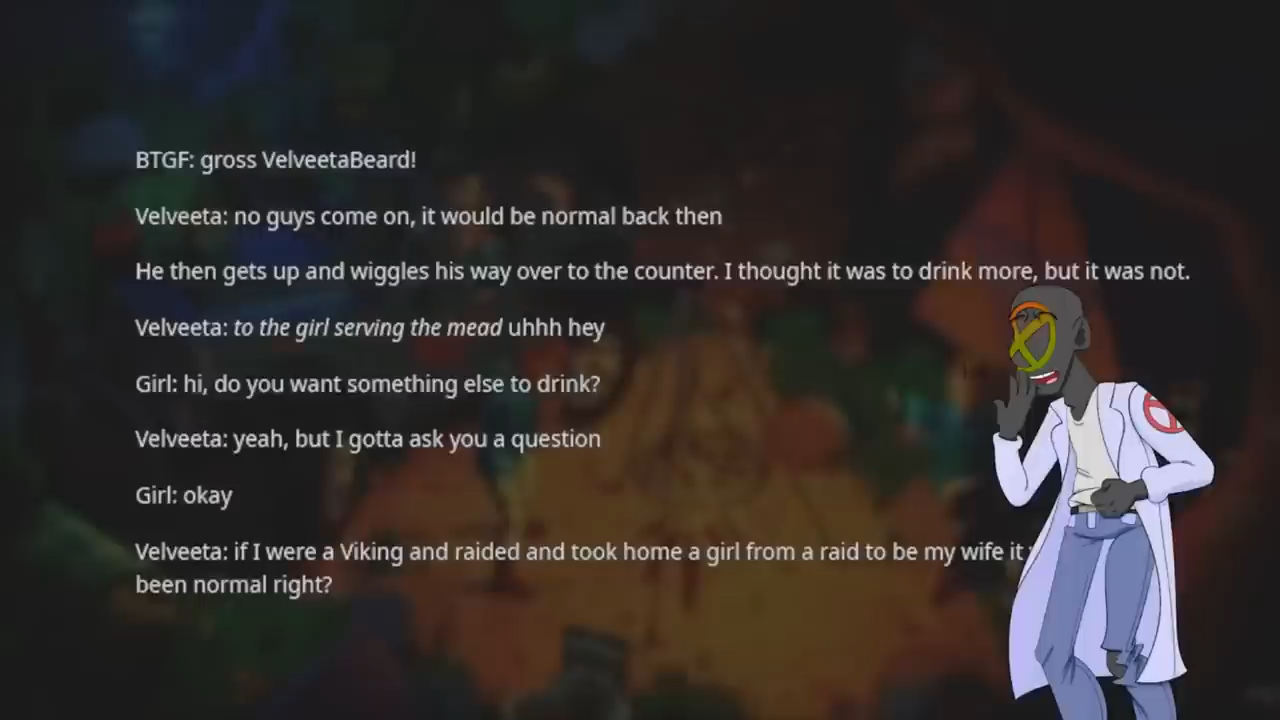 BTGF: gross VelveetaBeard!
Velveeta: no guys come on, it would be normal back then
He then gets up and wiggles his way over to the counter. I thought it was to drink more, but it was not.
Velveeta: to the girl serving the mead uhhh hey
Girl: hi, do you want something else to drink?
Velveeta: yeah, but I gotta ask you a question
Girl: okay
Velveeta: if I were a Viking and raided and took home a girl from a raid to be my wife it
been normal right?